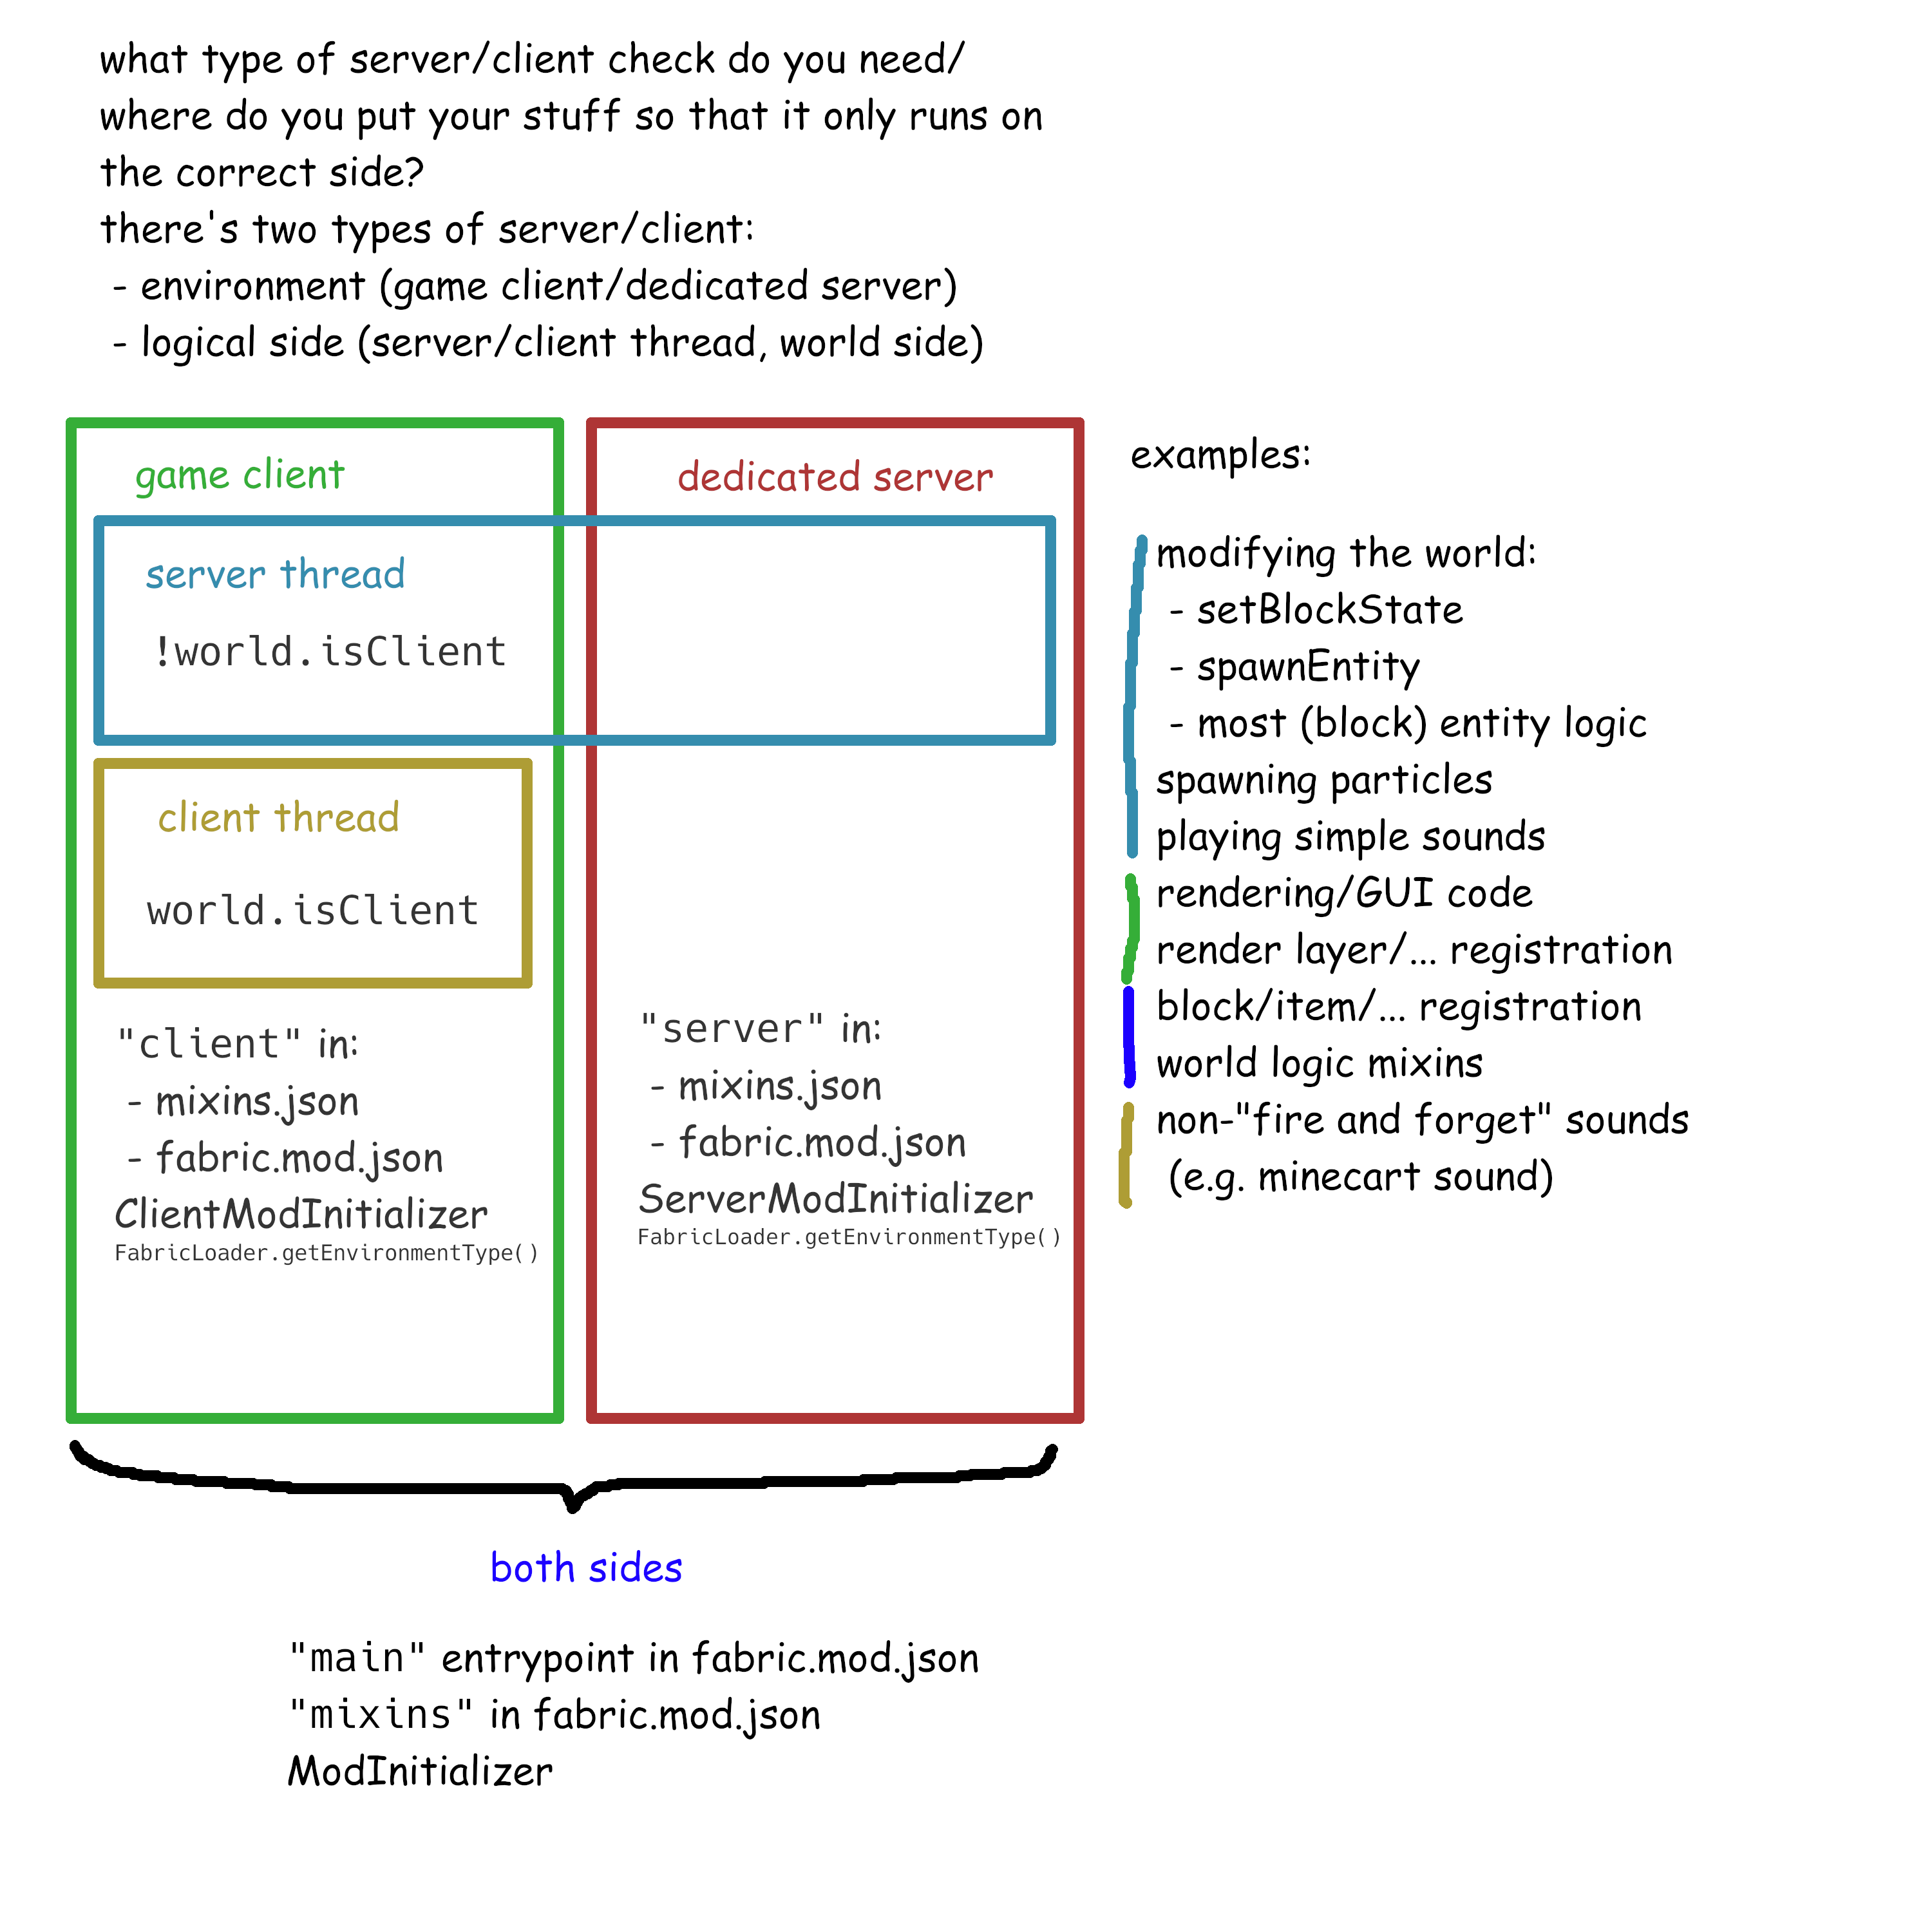 what type of server/client check do you need/
where do you put your stuff so that it only runs on
the correct side?
there's two types of server/client:
- environment (game client/dedicated server)
- logical side (server/client thread, world side)
game client
server thread
!world.isClient
client thread
world.isClient
"client" in:
- mixins.json
- fabric.mod.json
ClientModInitializer
FabricLoader.getEnvironmentType()
dedicated server
"server" in:
- mixins.json
- fabric.mod.json
ServerModInitializer
FabricLoader.getEnvironmentType()
examples:
modifying the world:
- setBlockState
- spawnEntity
- most (block) entity logic
spawning particles
playing simple sounds
rendering/GUI code
render layer/... registration
block/item/... registration
world logic mixins
non-"fire and forget" sounds
(e.g. minecart sound)
both sides
"main" entrypoint in fabric.mod.json
"mixins" in fabric.mod.json
ModInitializer